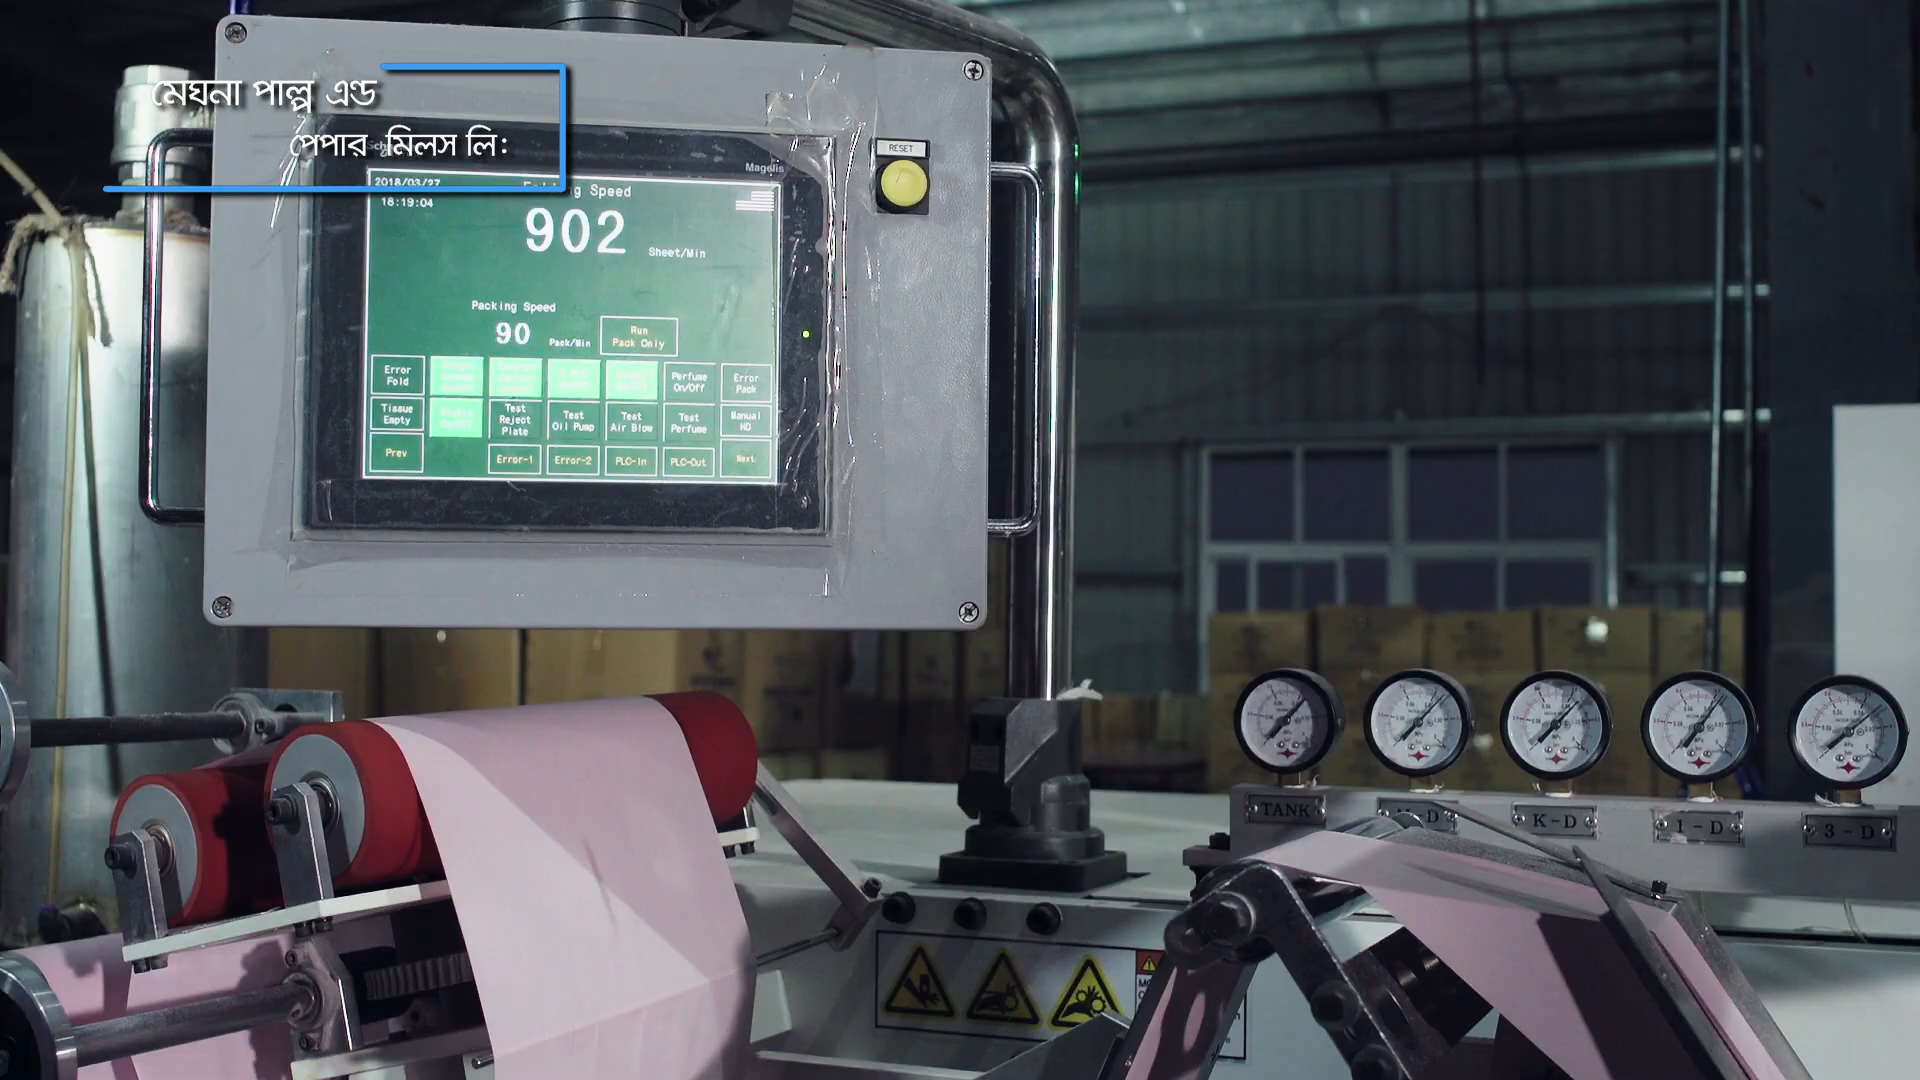 মেঘনা পাল্প এন্ড
পেপার মিলস লি:
Magelis
RESET
2018/03/27
18:19:04
Speed
902
Sheet/Min
Packing Speed
90
Pack/Min
Run
Pack Only
Error
Fold
Perfume
On/Off
Error
Pack
Tissue
Empty
Test
Reject
Plate
Test
Oil Pump
Test
Air Blow
Test
Perfume
Manual
HD
Prev
Error-1
Error-2
PLC-In
PLC-Out
Next
TANK
K-D
1-D
3-D